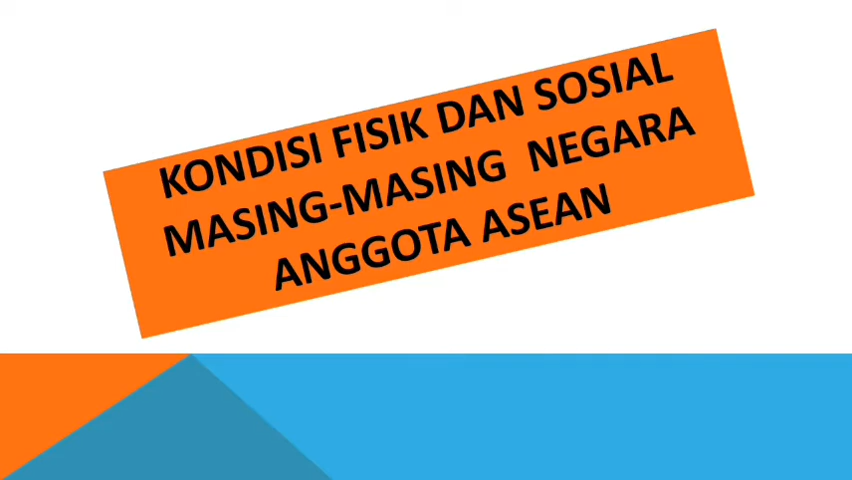 KONDISI FISIK DAN SOSIAL
MASING-MASING NEGARA
ANGGOTA ASEAN